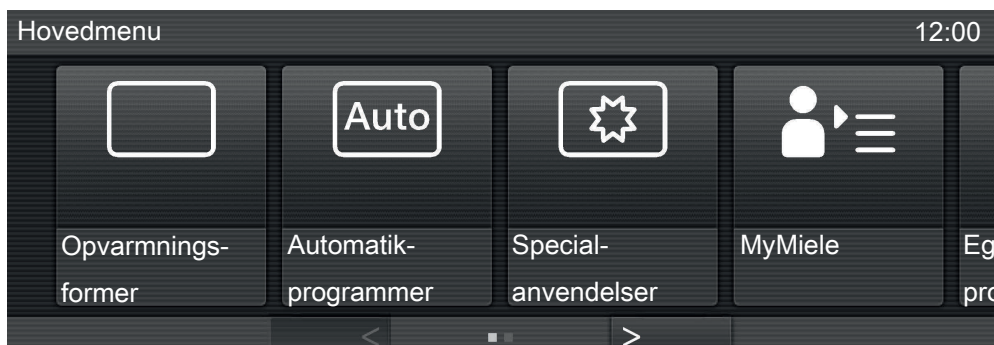 Hovedmenu 12:00
Auto
Opvarmnings-
former
Automatik-
programmer
Special-
anvendelser
MyMiele
< >